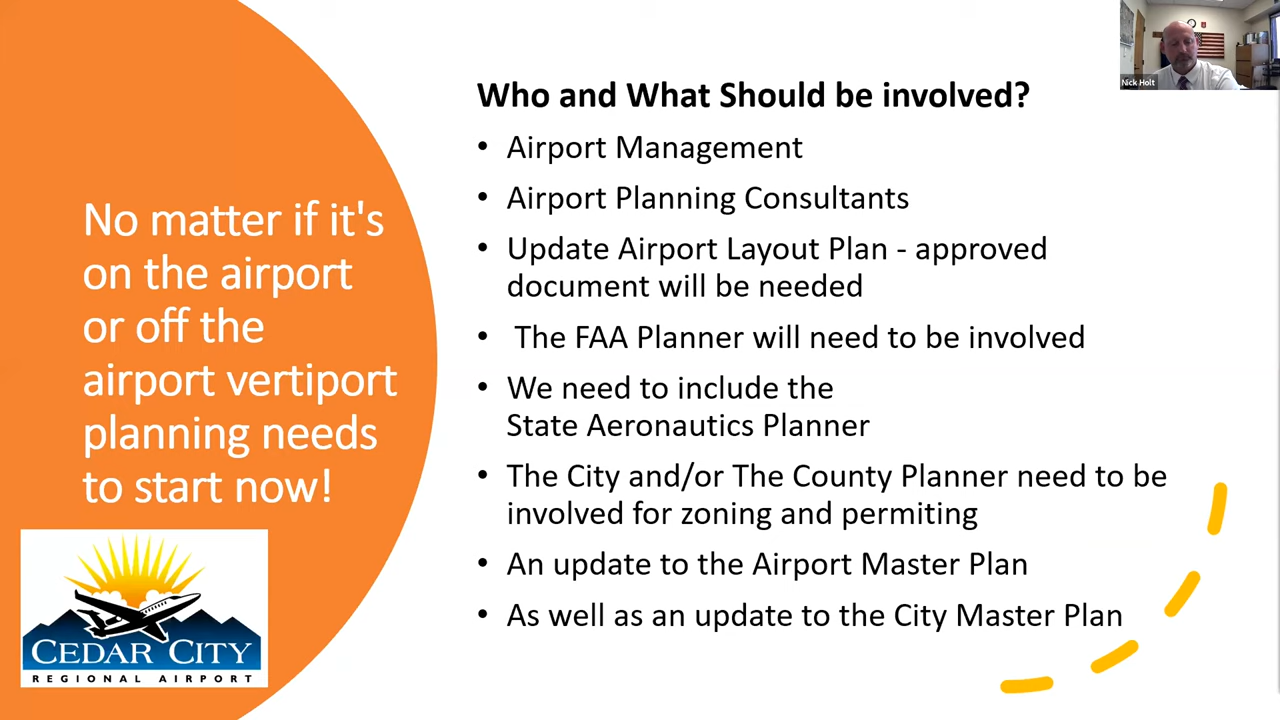 No matter if it's
on the airport
or off the
airport vertiport
planning needs
to start now!
CEDAR CITY
REGIONAL AIRPORT
Who and What Should be involved?
• Airport Management
• Airport Planning Consultants
• Update Airport Layout Plan - approved
document will be needed
• The FAA Planner will need to be involved
• We need to include the
State Aeronautics Planner
• The City and/or The County Planner need to be
involved for zoning and permiting
• An update to the Airport Master Plan
• As well as an update to the City Master Plan
Nick Holt